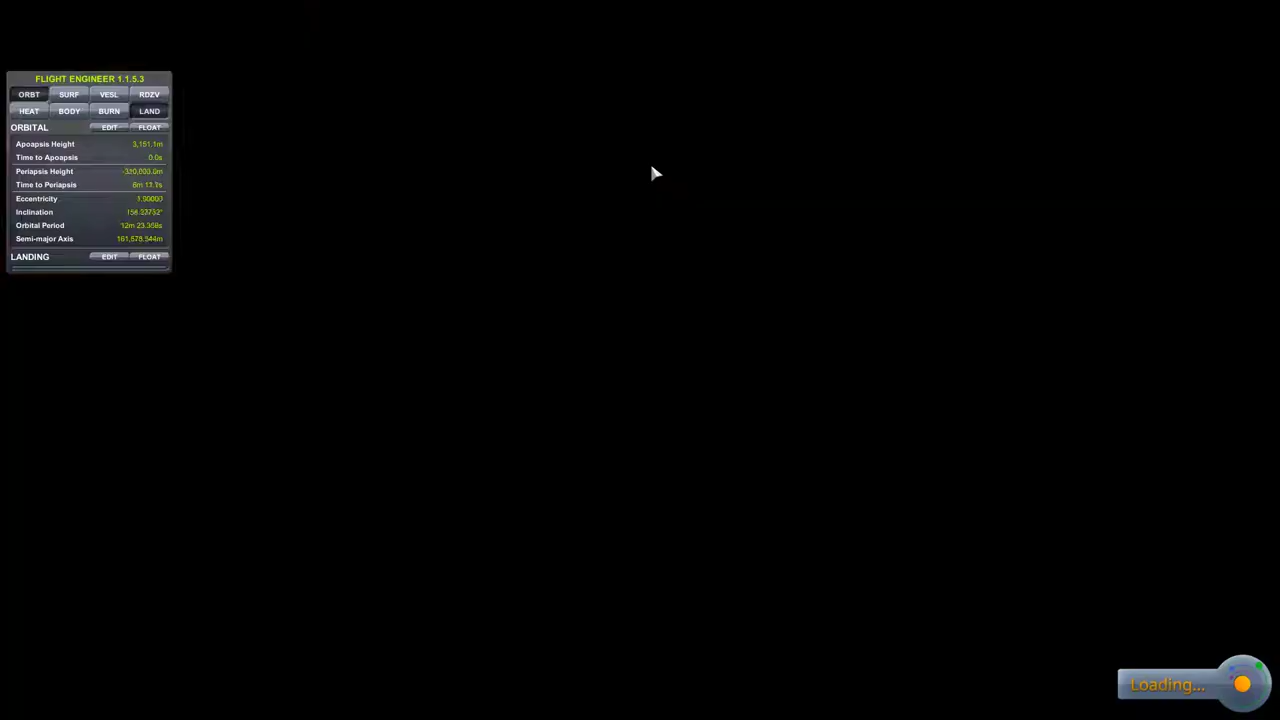 FLIGHT ENGINEER 1.1.5.3
ORBT SURF VESL RDZV
HEAT BODY BURN LAND
ORBITAL EDIT FLOAT
Apoapsis Height 3,151.1m
Time to Apoapsis 0.0s
Periapsis Height
Time to Periapsis
Eccentricity 1.00000
Inclination
Orbital Period
Semi-major Axis
LANDING EDIT FLOAT
Loading...